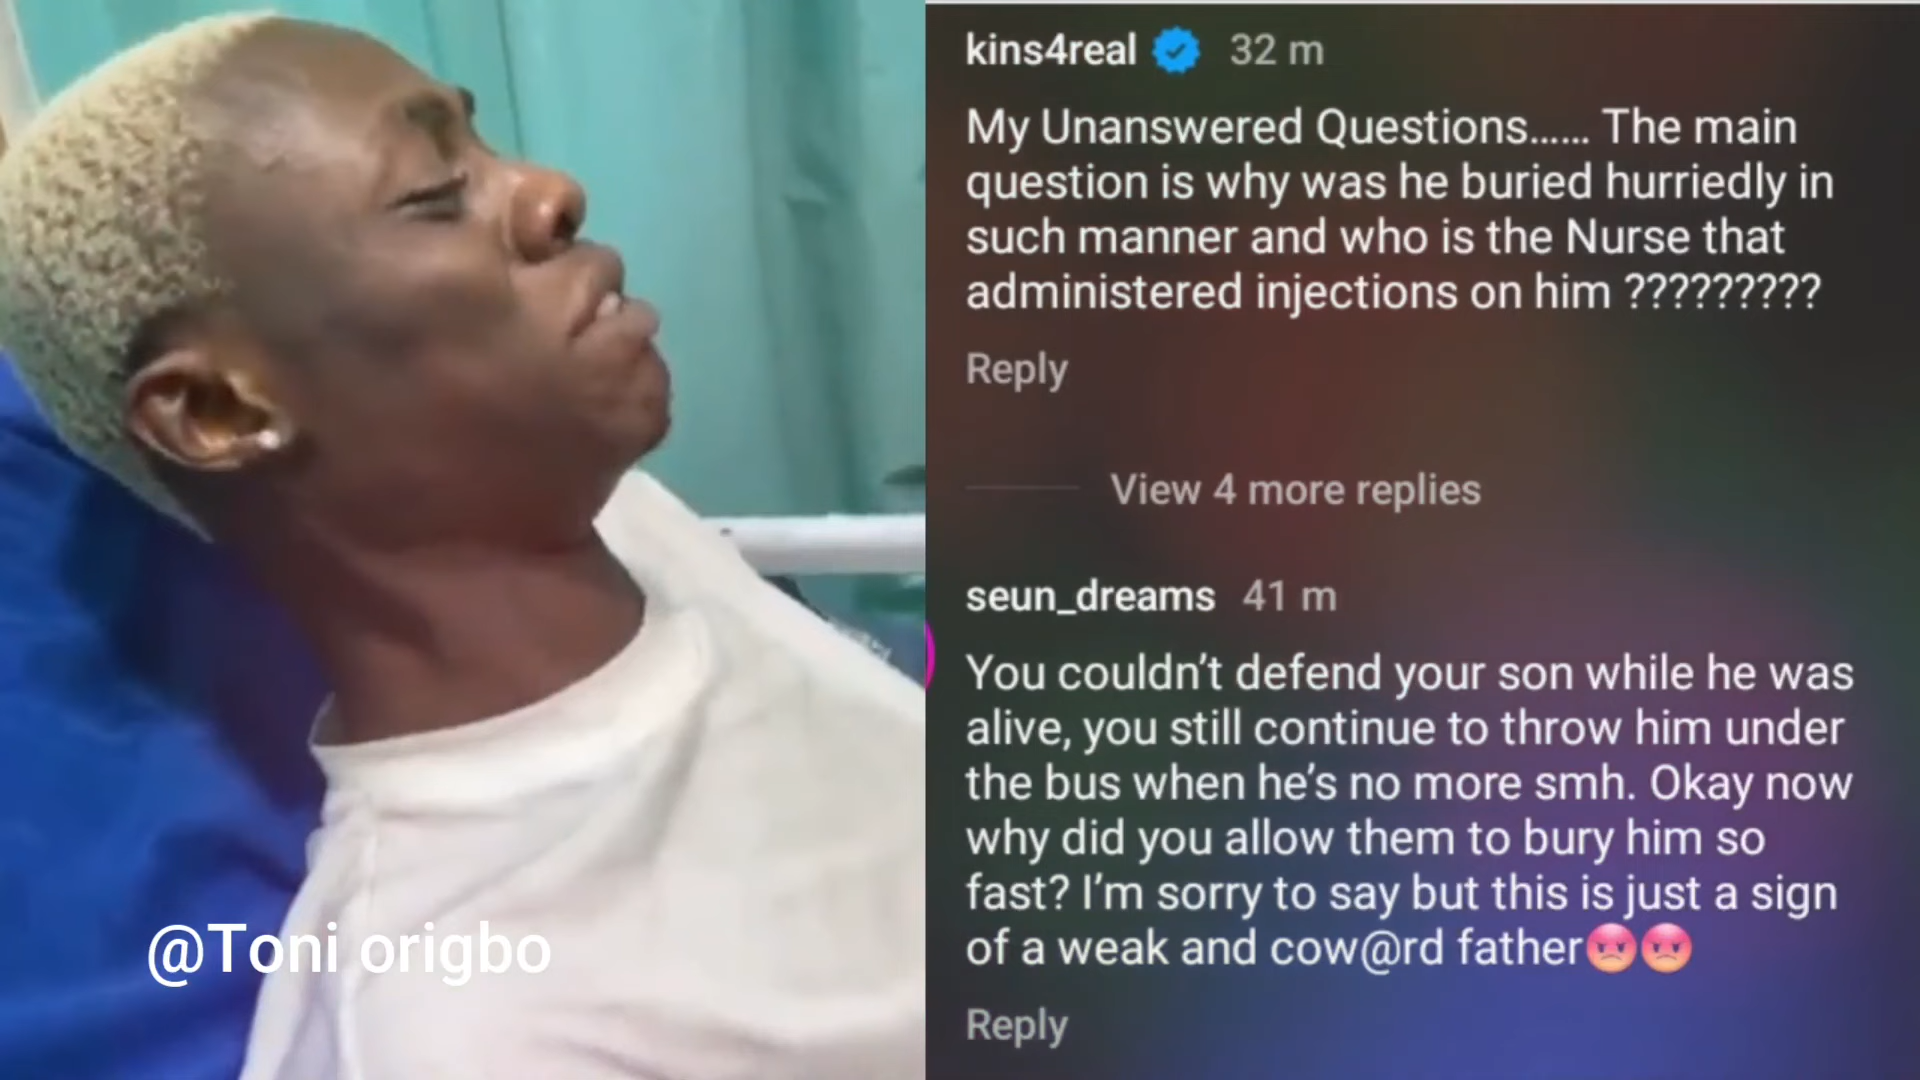 kins4real 32 m
My Unanswered Questions...... The main
question is why was he buried hurriedly in
such manner and who is the Nurse that
administered injections on him ?????????
Reply
View 4 more replies
seun_dreams 41 m
You couldn't defend your son while he was
alive, you still continue to throw him under
the bus when he's no more smh. Okay now
why did you allow them to bury him so
fast? I'm sorry to say but this is just a sign
of a weak and cow@rd father😡😡
Reply
@Toni origbo